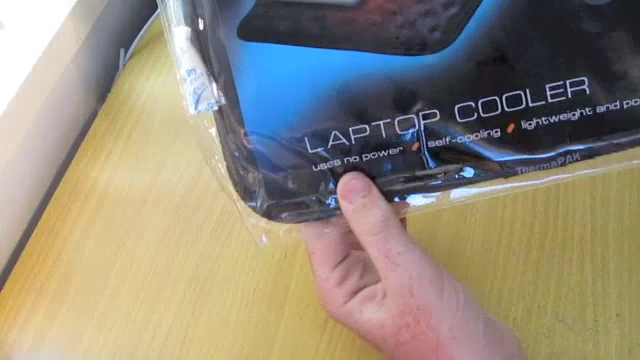 LAPTOP COOLER
uses no power self-cooling lightweight and po
ThermaPAK